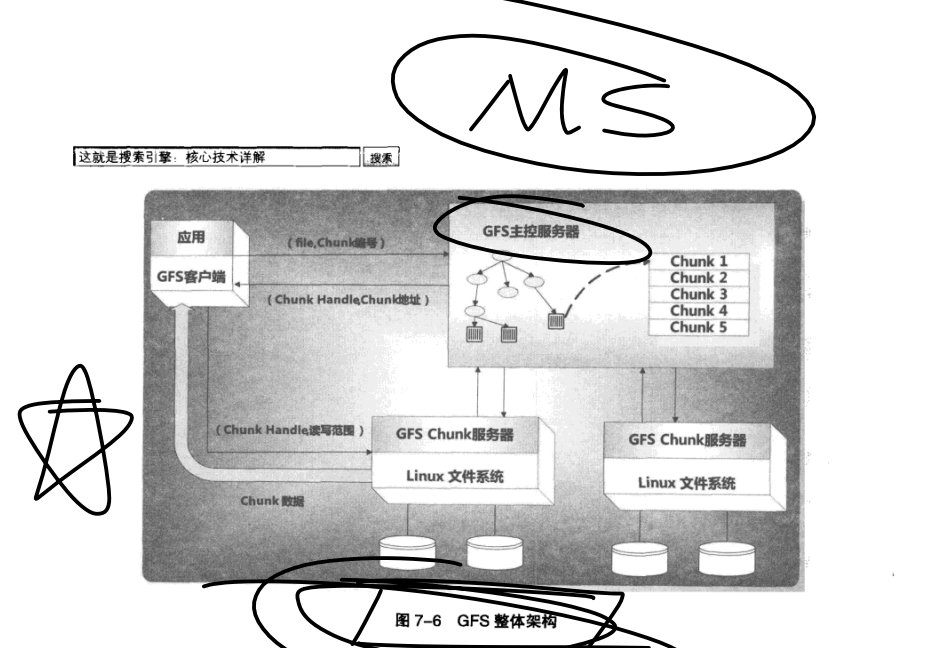 MS
这就是搜索引擎：核心技术详解
搜索
应用
GFS客户端
（file,Chunk编号）
（Chunk Handle,Chunk地址）
GFS主控服务器
Chunk 1
Chunk 2
Chunk 3
Chunk 4
Chunk 5
（Chunk Handle,读写范围）
GFS Chunk服务器
Linux 文件系统
GFS Chunk服务器
Linux 文件系统
Chunk 数据
图 7-6 GFS 整体架构